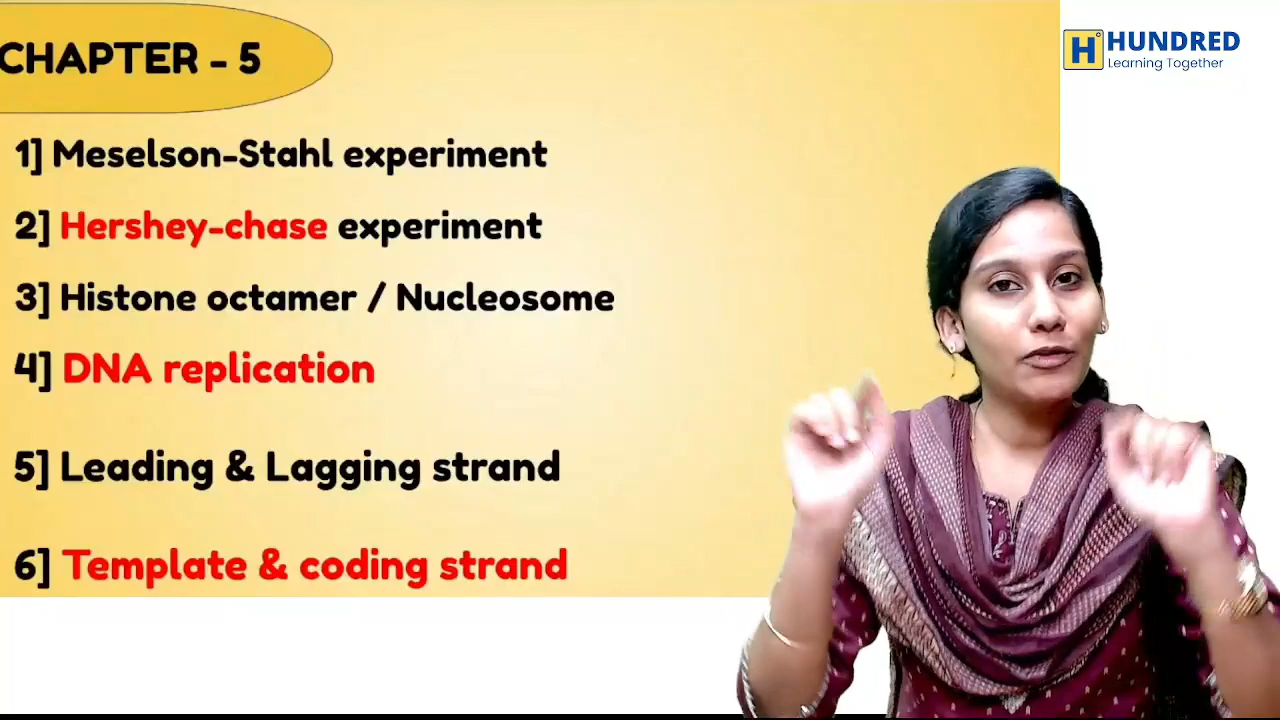 CHAPTER - 5
HUNDRED
Learning Together
1] Meselson-Stahl experiment
2] Hershey-chase experiment
3] Histone octamer / Nucleosome
4] DNA replication
5] Leading & Lagging strand
6] Template & coding strand